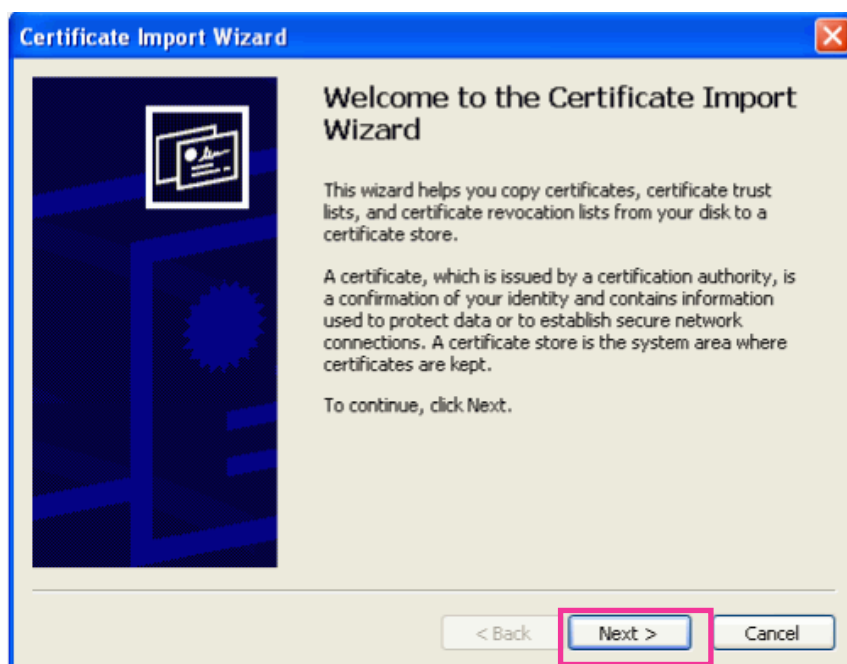 Certificate Import Wizard
Welcome to the Certificate Import
Wizard
This wizard helps you copy certificates, certificate trust
lists, and certificate revocation lists from your disk to a
certificate store.
A certificate, which is issued by a certification authority, is
a confirmation of your identity and contains information
used to protect data or to establish secure network
connections. A certificate store is the system area where
certificates are kept.
To continue, click Next.
< Back Next > Cancel